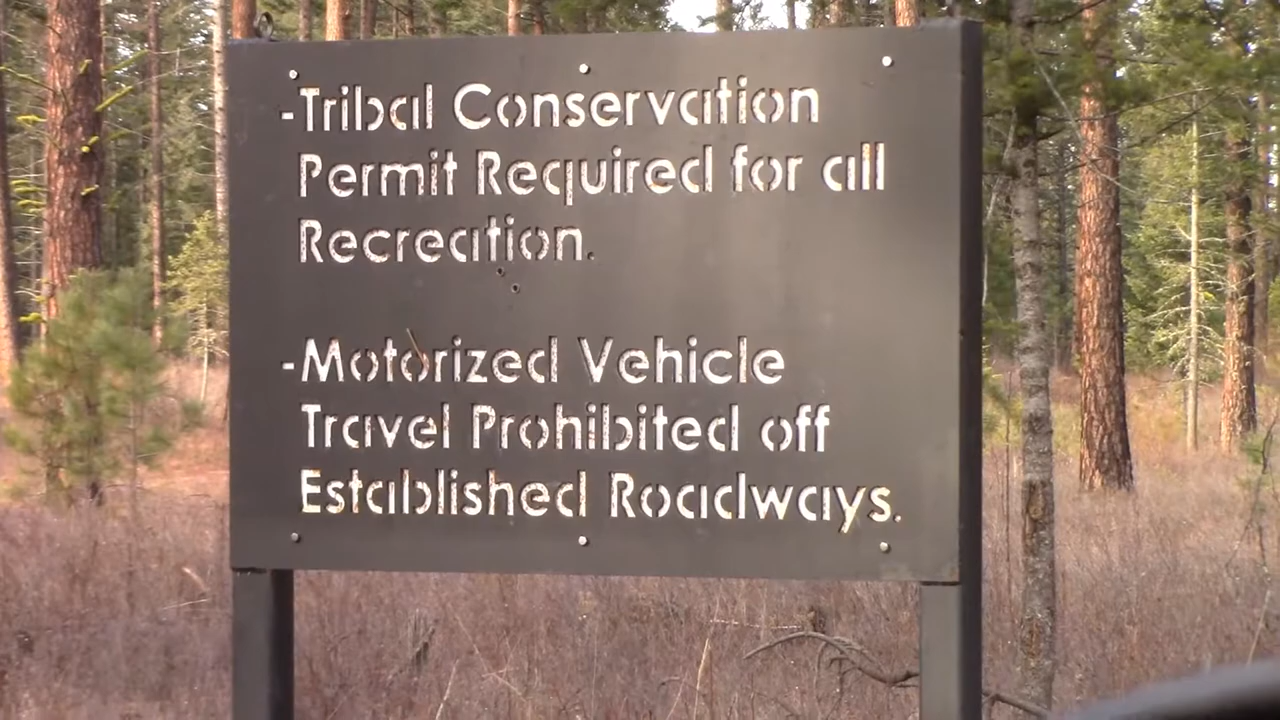 -Tribal Conservation
Permit Required for all
Recreation.
-Motorized Vehicle
Travel Prohibited off
Established Roadways.